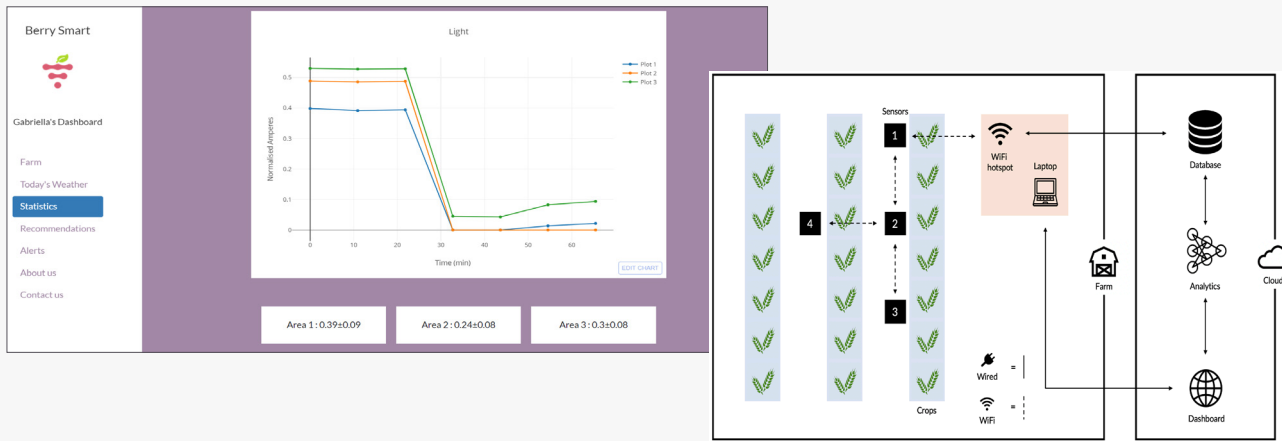 Berry Smart
Gabriella's Dashboard
Farm
Today's Weather
Statistics
Recommendations
Alerts
About us
Contact us
Light
Plot 1
Plot 2
Plot 3
0.5
0.4
0.3
0.2
0.1
0
Normalised Amperes
0 10 20 30 40 50 60
Time (min)
EDIT CHART
Area 1 : 0.39±0.09
Area 2 : 0.24±0.08
Area 3 : 0.3±0.08
Sensors
1
4
2
3
WiFi
hotspot
Laptop
Database
Analytics
Dashboard
Farm
Cloud
Wired =
WiFi =
Crops